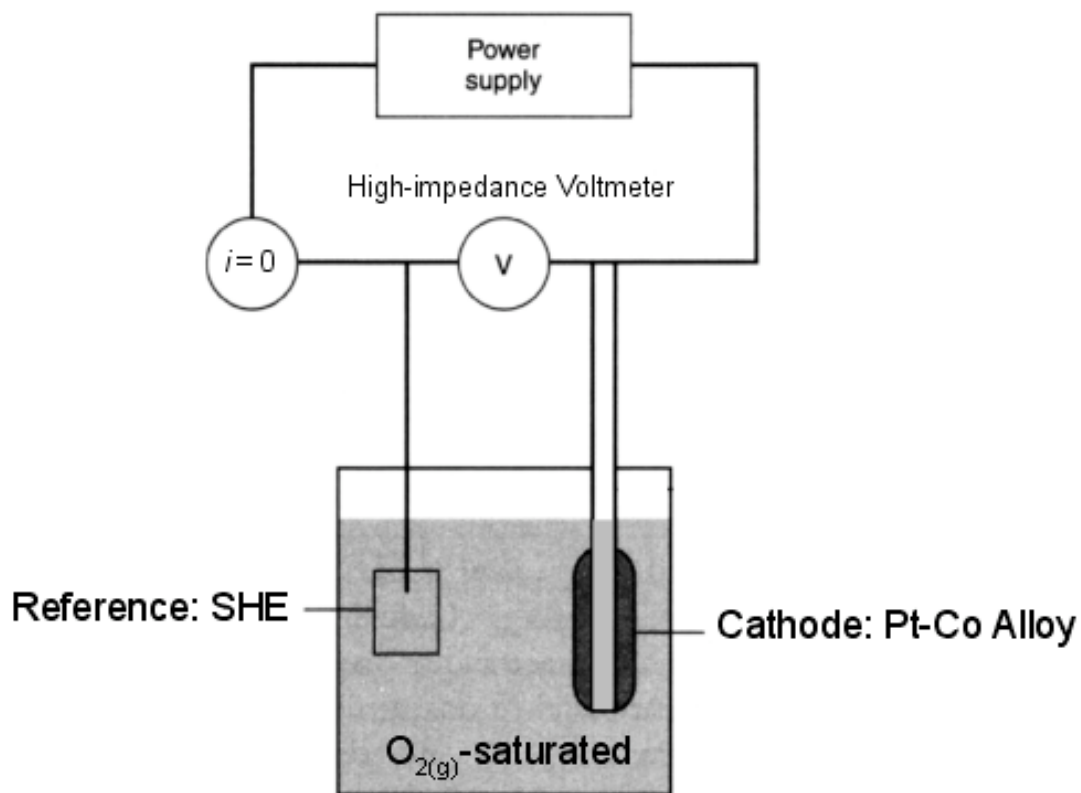 Power
supply
High-impedance Voltmeter
i = 0
V
Reference: SHE
Cathode: Pt-Co Alloy
O₂(g)-saturated